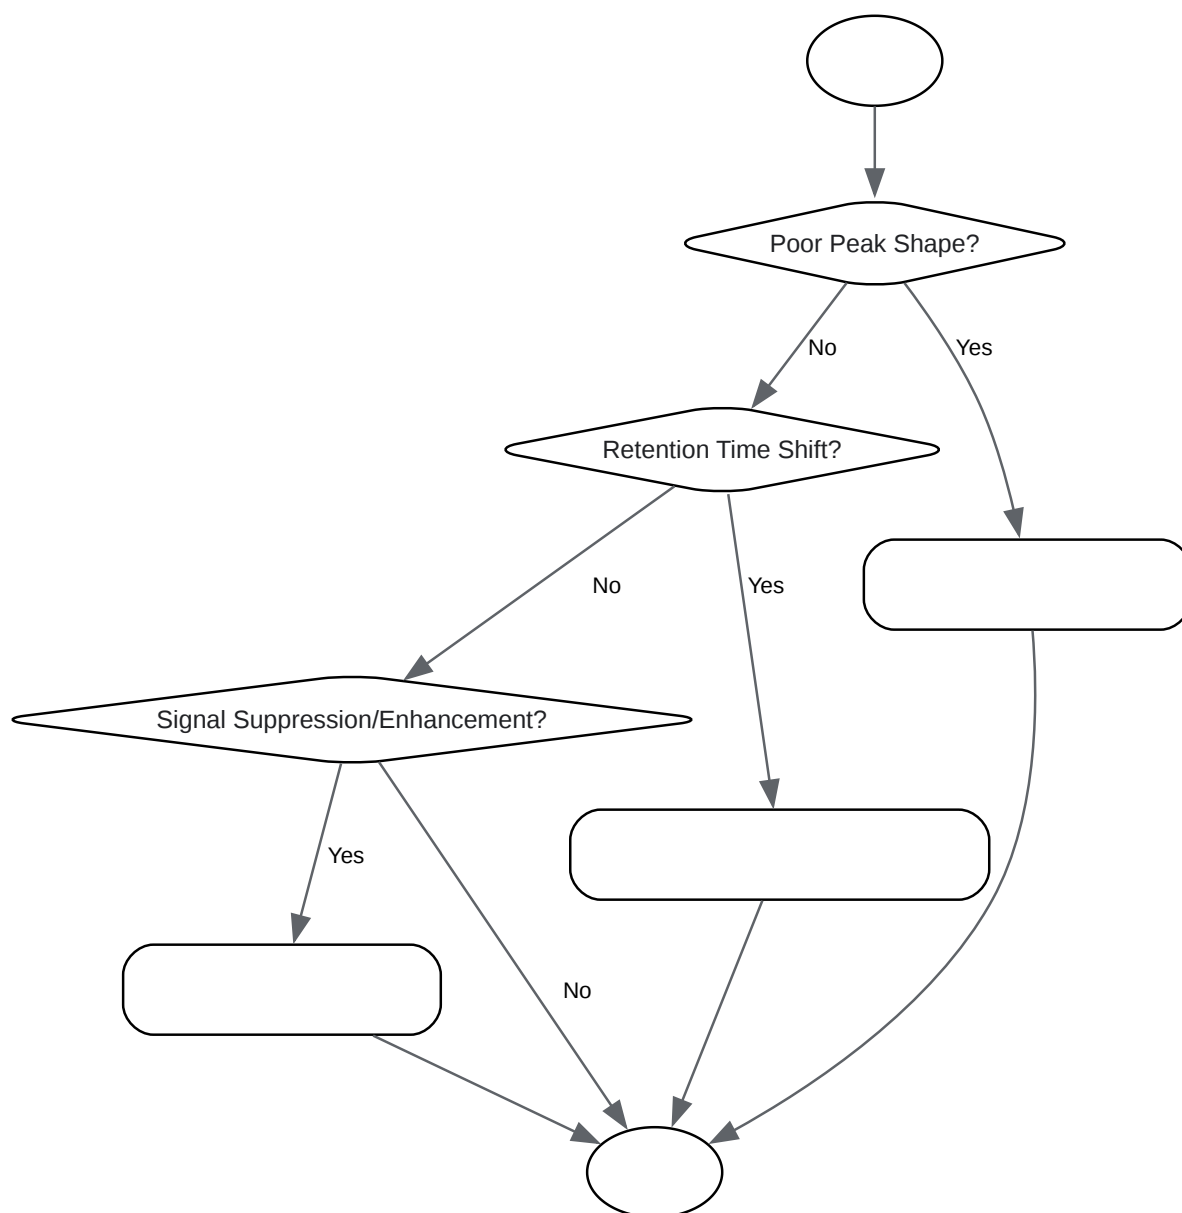 Poor Peak Shape?
No
Yes
Retention Time Shift?
No
Yes
Signal Suppression/Enhancement?
Yes
No